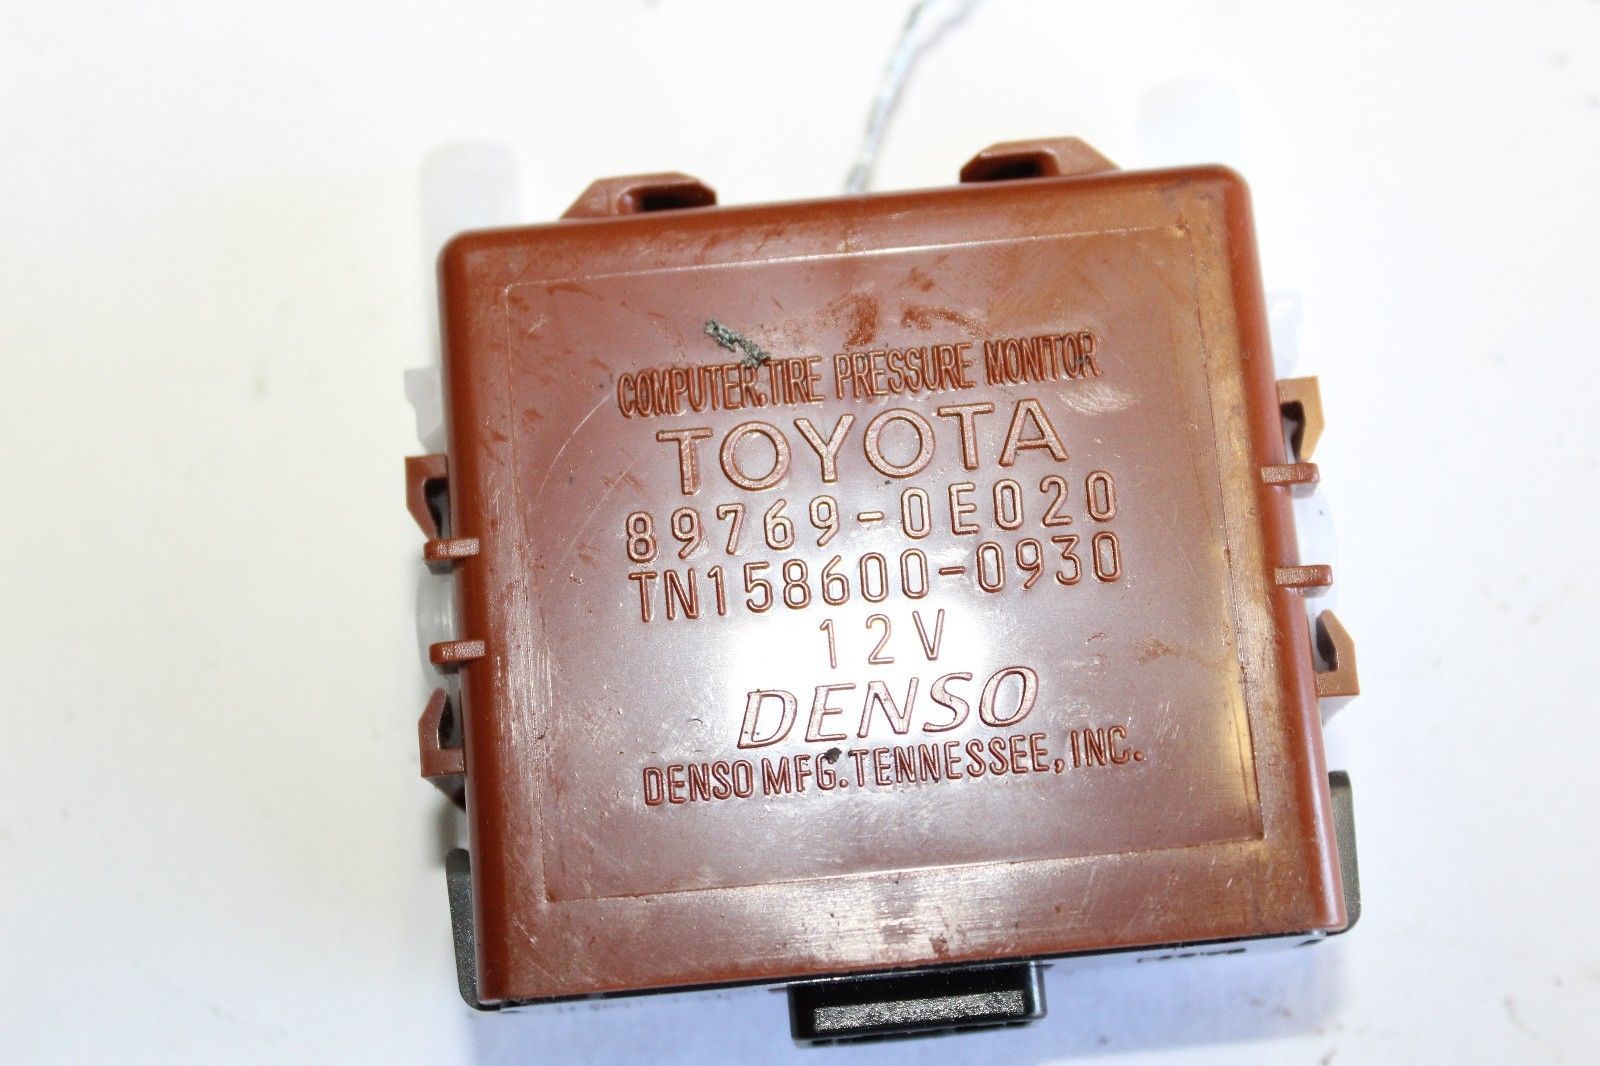 COMPUTER,TIRE PRESSURE MONITOR
TOYOTA
89769-0E020
TN158600-0930
12V
DENSO
DENSO MFG.TENNESSEE, INC.